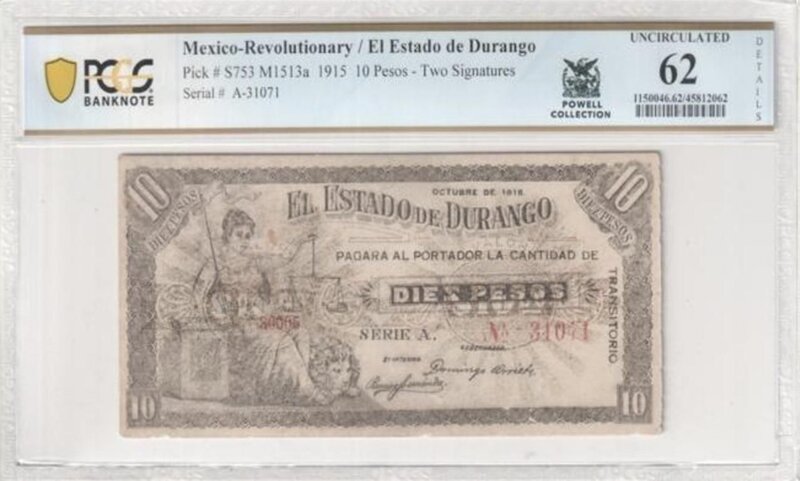 PCGS
BANKNOTE
Mexico-Revolutionary / El Estado de Durango
Pick # S753 M1513a 1915 10 Pesos - Two Signatures
Serial # A-31071
POWELL
COLLECTION
UNCIRCULATED
62
1150046.62/45812062
DETAILS
10
DIEZ PESOS
OCTUBRE DE 1915.
10
DIEZ PESOS
EL ESTADO DE DURANGO
PAGARA AL PORTADOR LA CANTIDAD DE
DIEZ PESOS
TRANSITORIO
SERIE A.
31071
Domingo Arrieta
10
10